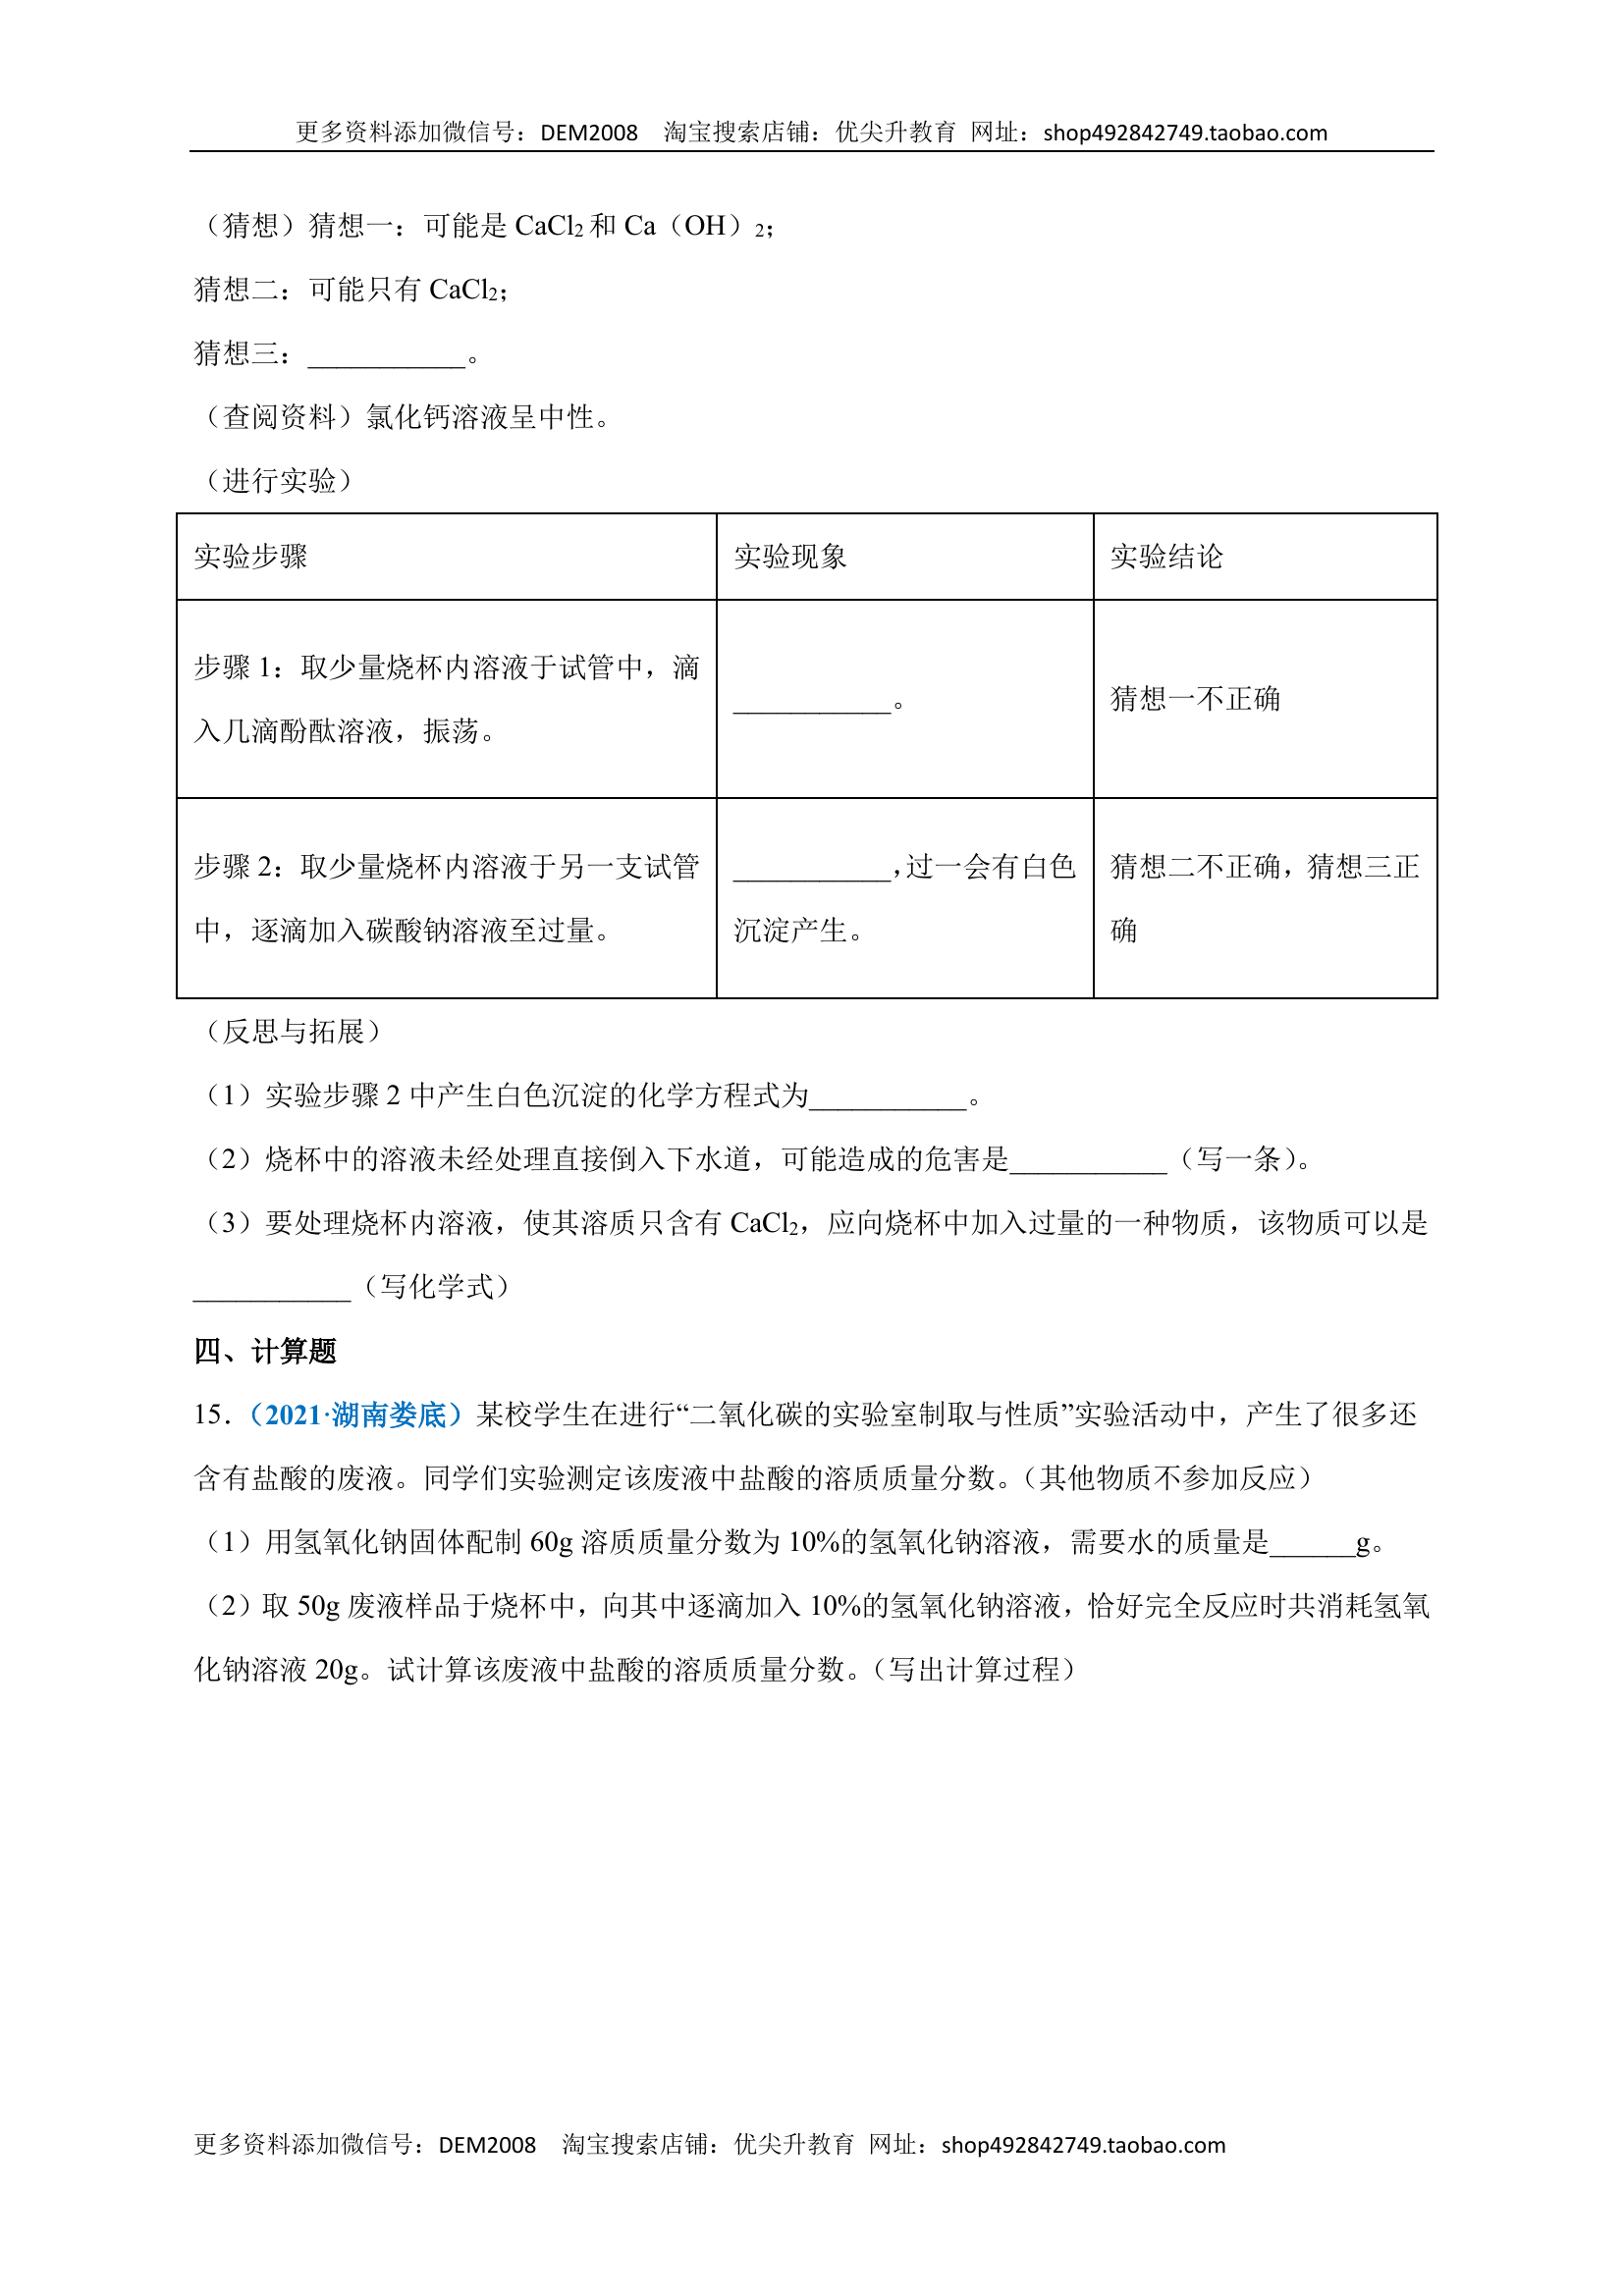 更多资料添加微信号：DEM2008 淘宝搜索店铺：优尖升教育 网址：shop492842749.taobao.com
（猜想）猜想一：可能是 CaCl₂和 Ca（OH）₂；
猜想二：可能只有 CaCl₂；
猜想三：___________。
（查阅资料）氯化钙溶液呈中性。
（进行实验）
实验步骤 实验现象 实验结论
步骤 1：取少量烧杯内溶液于试管中，滴
入几滴酚酞溶液，振荡。
___________。
猜想一不正确
步骤 2：取少量烧杯内溶液于另一支试管
中，逐滴加入碳酸钠溶液至过量。
___________，过一会有白色
沉淀产生。
猜想二不正确，猜想三正
确
（反思与拓展）
（1）实验步骤 2 中产生白色沉淀的化学方程式为___________。
（2）烧杯中的溶液未经处理直接倒入下水道，可能造成的危害是___________（写一条）。
（3）要处理烧杯内溶液，使其溶质只含有 CaCl₂，应向烧杯中加入过量的一种物质，该物质可以是
___________（写化学式）
四、计算题
15.（2021·湖南娄底）某校学生在进行“二氧化碳的实验室制取与性质”实验活动中，产生了很多还
含有盐酸的废液。同学们实验测定该废液中盐酸的溶质质量分数。（其他物质不参加反应）
（1）用氢氧化钠固体配制 60g 溶质质量分数为 10%的氢氧化钠溶液，需要水的质量是______g。
（2）取 50g 废液样品于烧杯中，向其中逐滴加入 10%的氢氧化钠溶液，恰好完全反应时共消耗氢氧
化钠溶液 20g。试计算该废液中盐酸的溶质质量分数。（写出计算过程）
更多资料添加微信号：DEM2008 淘宝搜索店铺：优尖升教育 网址：shop492842749.taobao.com